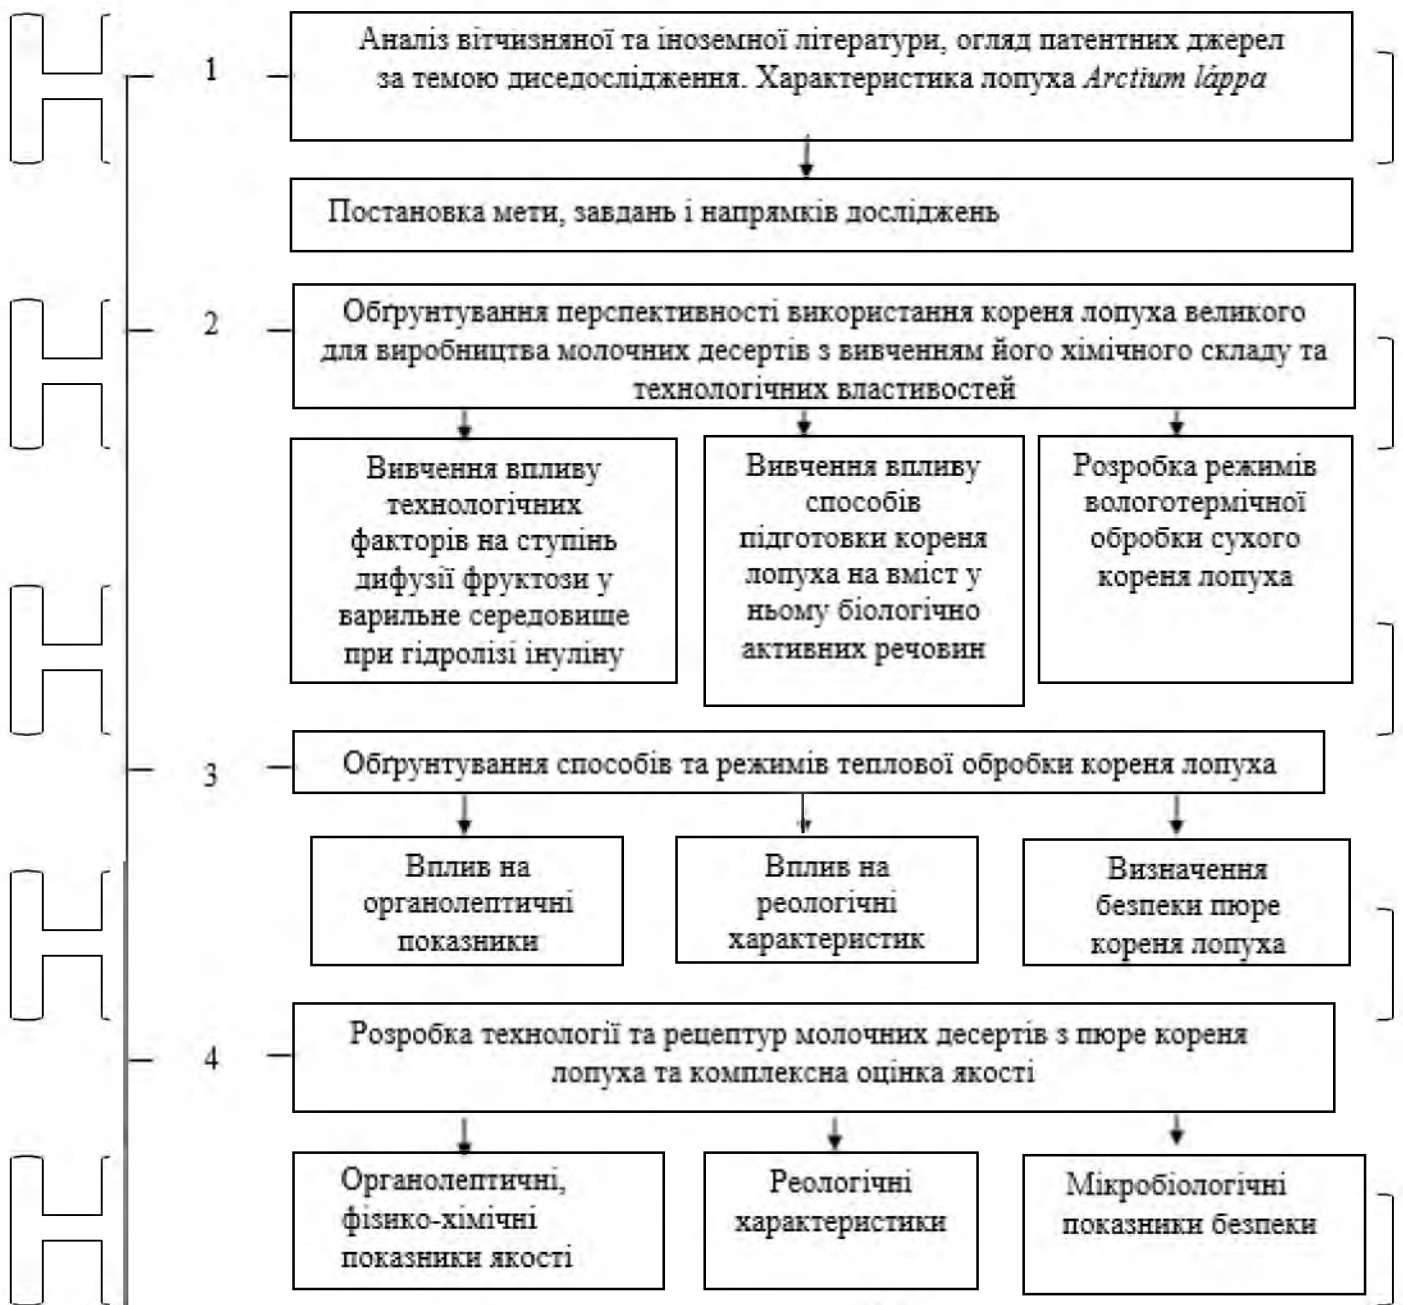 1
Аналіз вітчизняної та іноземної літератури, огляд патентних джерел
за темою диседослідження. Характеристика лопуха Arctium láppa
Постановка мети, завдань і напрямків досліджень
2
Обґрунтування перспективності використання кореня лопуха великого
для виробництва молочних десертів з вивченням його хімічного складу та
технологічних властивостей
Вивчення впливу
технологічних
факторів на ступінь
дифузії фруктози у
варильне середовище
при гідролізі інуліну
Вивчення впливу
способів
підготовки кореня
лопуха на вміст у
ньому біологічно
активних речовин
Розробка режимів
вологотермічної
обробки сухого
кореня лопуха
3
Обґрунтування способів та режимів теплової обробки кореня лопуха
Вплив на
органолептичні
показники
Вплив на
реологічні
характеристик
Визначення
безпеки пюре
кореня лопуха
4
Розробка технології та рецептур молочних десертів з пюре кореня
лопуха та комплексна оцінка якості
Органолептичні,
фізико-хімічні
показники якості
Реологічні
характеристики
Мікробіологічні
показники безпеки